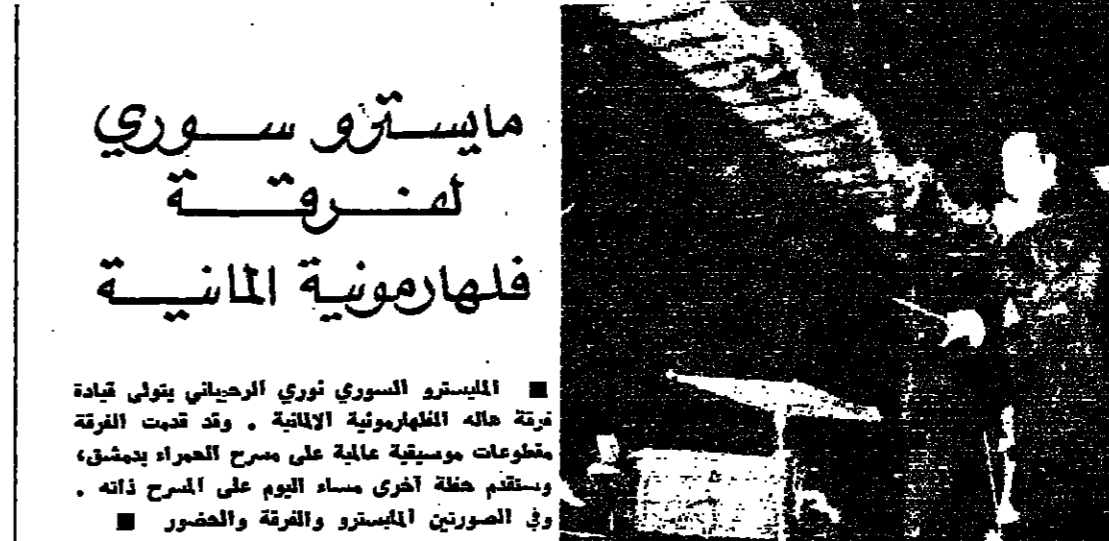 مايسترو سوري
لفرقة
فلهارمونية المانية
■ المايسترو السوري نوري الرحيباني يتولى قيادة
فرقة هاله الفلهارمونية الالمانية . وقد قدمت الفرقة
مقطوعات موسيقية عالمية على مسرح الحمراء بدمشق،
وستقدم حفلة أخرى مساء اليوم على المسرح ذاته .
وفي الصورتين المايسترو والفرقة والحضور ■